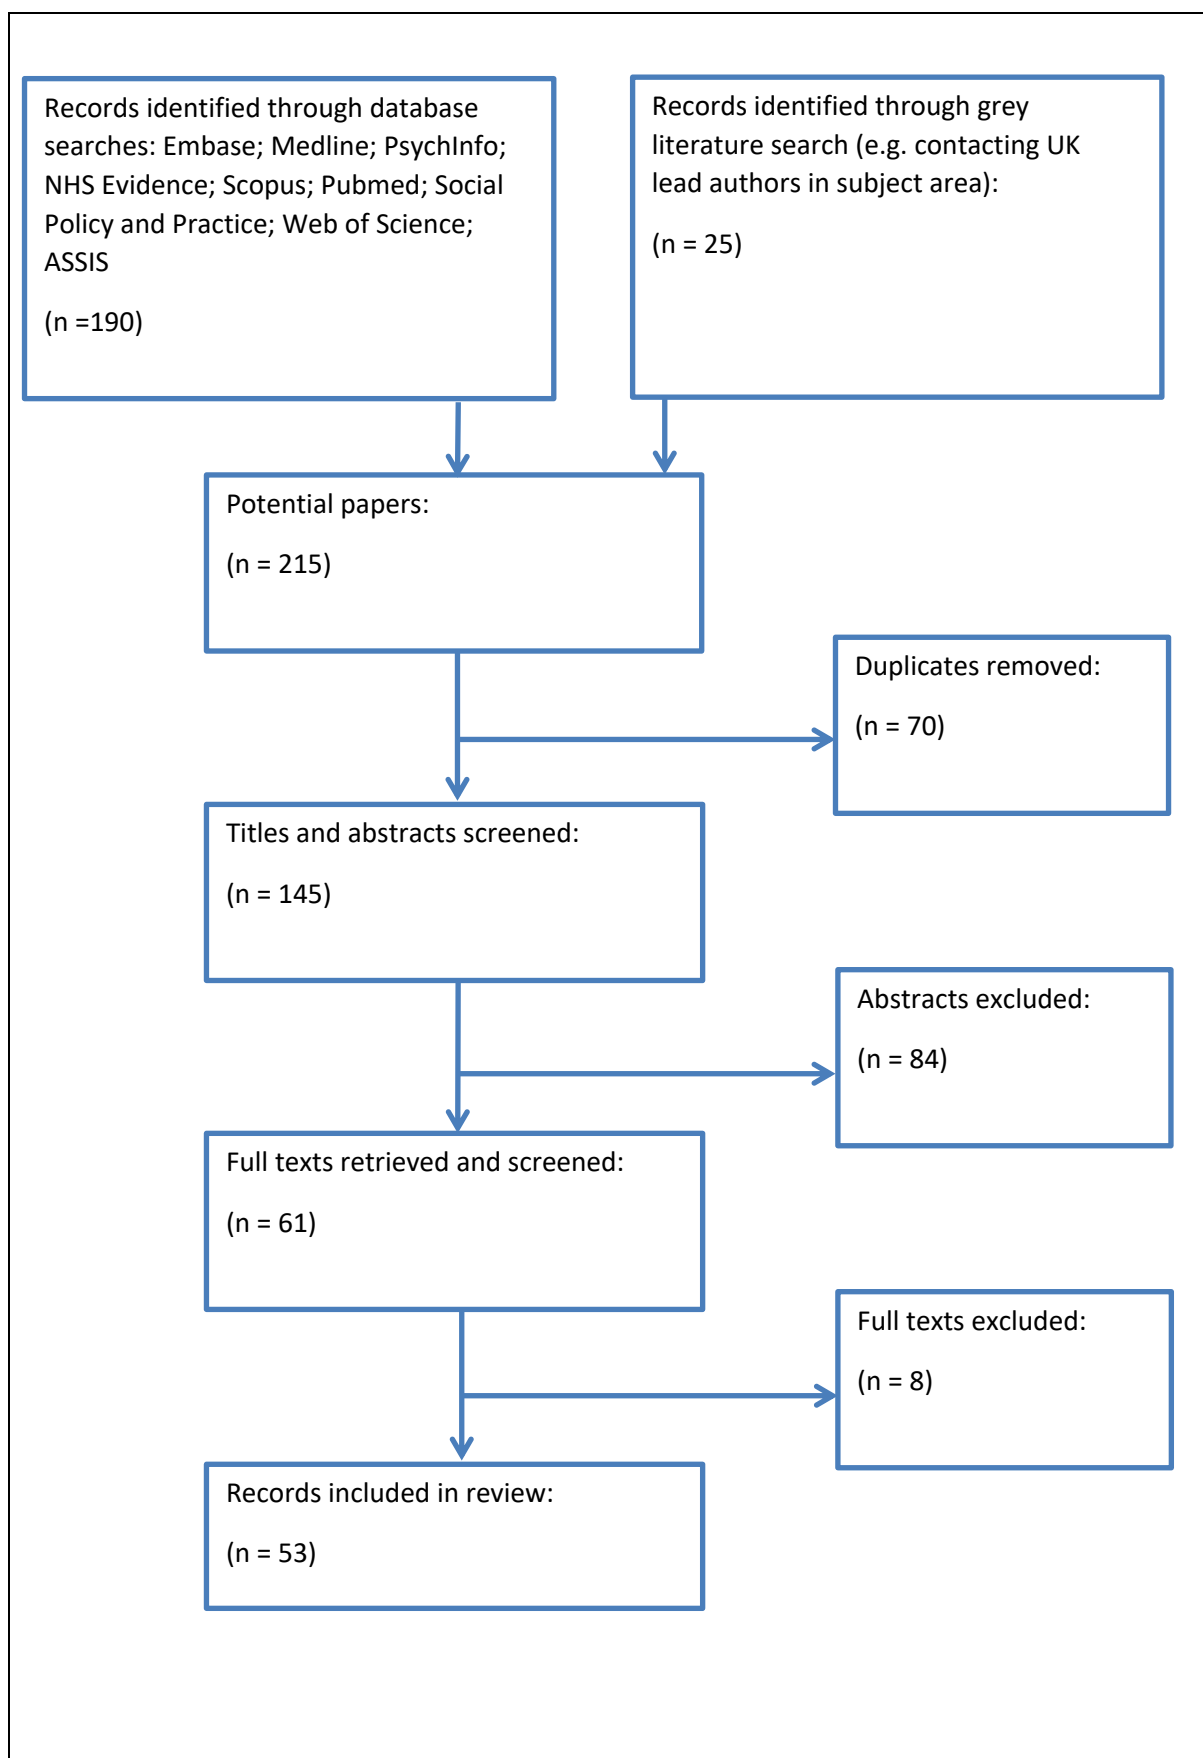 Records identified through database
searches: Embase; Medline; PsychInfo;
NHS Evidence; Scopus; Pubmed; Social
Policy and Practice; Web of Science;
ASSIS
(n =190)
Records identified through grey
literature search (e.g. contacting UK
lead authors in subject area):
(n = 25)
Potential papers:
(n = 215)
Duplicates removed:
(n = 70)
Titles and abstracts screened:
(n = 145)
Abstracts excluded:
(n = 84)
Full texts retrieved and screened:
(n = 61)
Full texts excluded:
(n = 8)
Records included in review:
(n = 53)